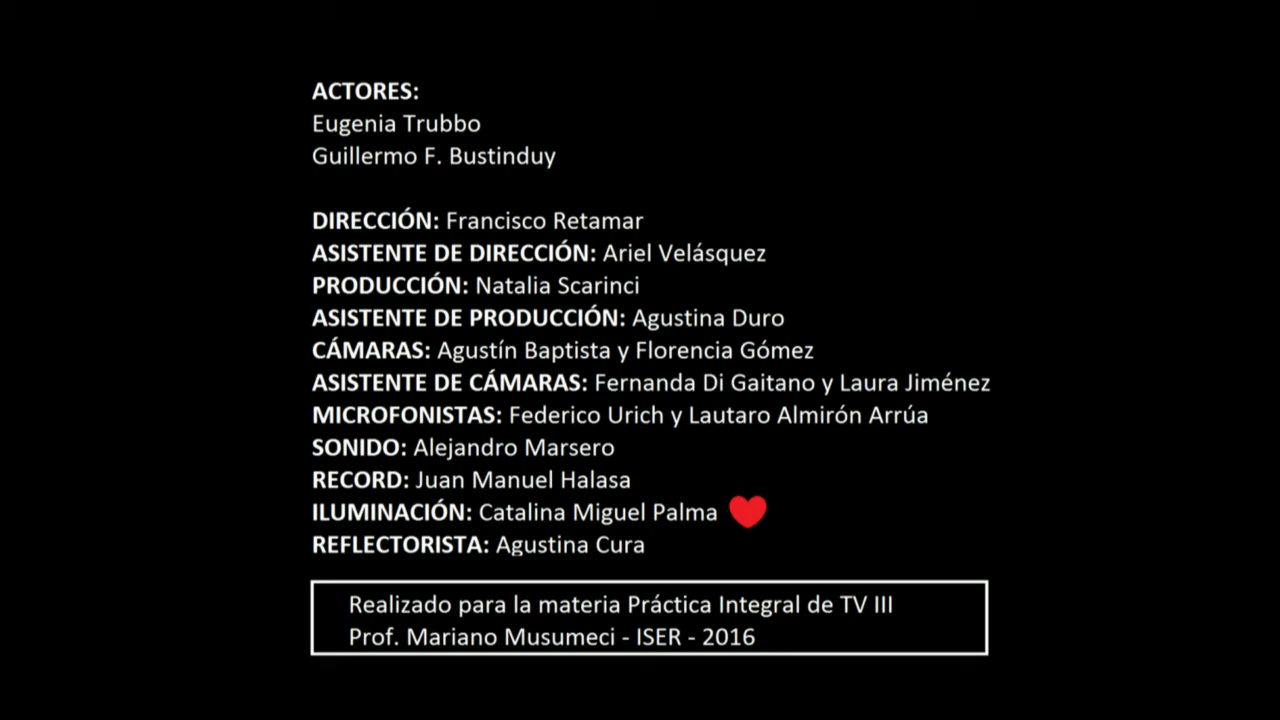 ACTORES:
Eugenia Trubbo
Guillermo F. Bustinduy
DIRECCIÓN: Francisco Retamar
ASISTENTE DE DIRECCIÓN: Ariel Velásquez
PRODUCCIÓN: Natalia Scarinci
ASISTENTE DE PRODUCCIÓN: Agustina Duro
CÁMARAS: Agustín Baptista y Florencia Gómez
ASISTENTE DE CÁMARAS: Fernanda Di Gaitano y Laura Jiménez
MICROFONISTAS: Federico Urich y Lautaro Almirón Arrúa
SONIDO: Alejandro Marsero
RECORD: Juan Manuel Halasa
ILUMINACIÓN: Catalina Miguel Palma
REFLECTORISTA: Agustina Cura
Realizado para la materia Práctica Integral de TV III
Prof. Mariano Musumeci - ISER - 2016